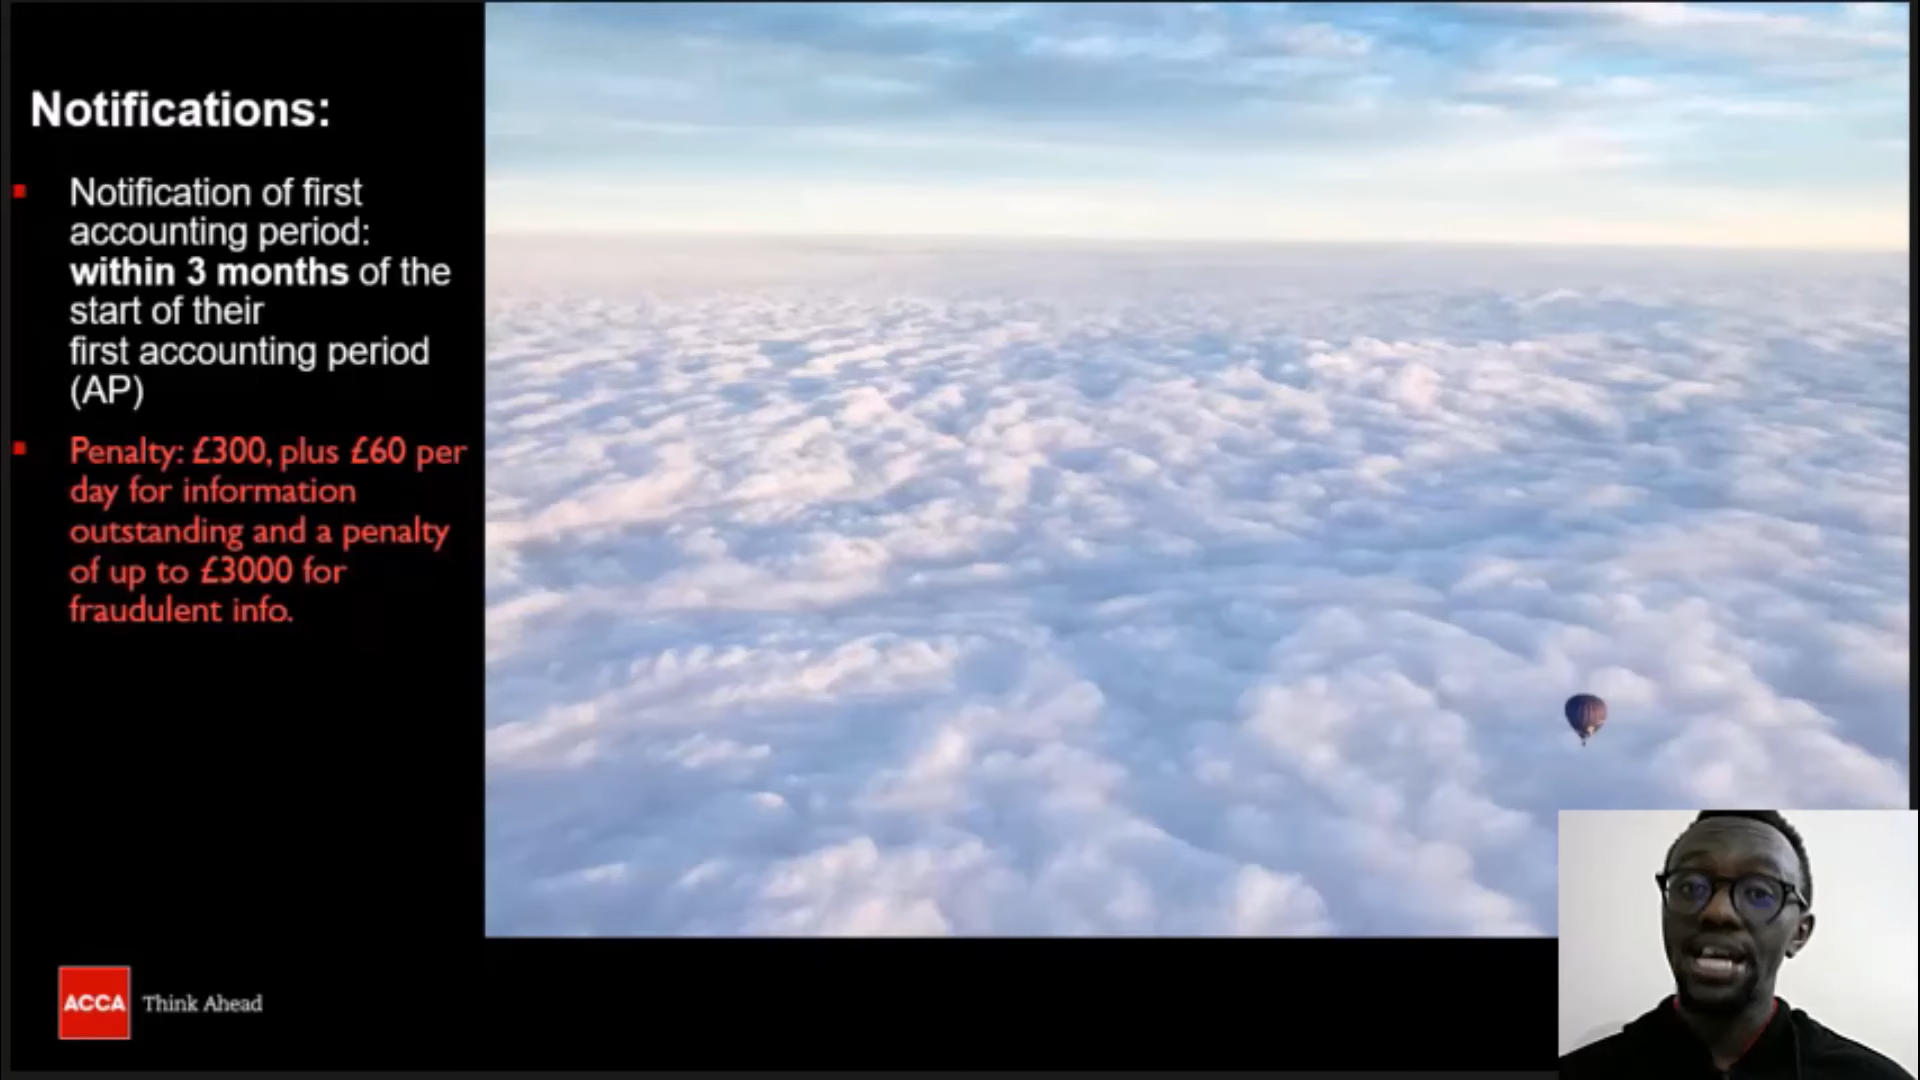 Notifications:
Notification of first
accounting period:
within 3 months of the
start of their
first accounting period
(AP)
Penalty: £300, plus £60 per
day for information
outstanding and a penalty
of up to £3000 for
fraudulent info.
ACCA Think Ahead